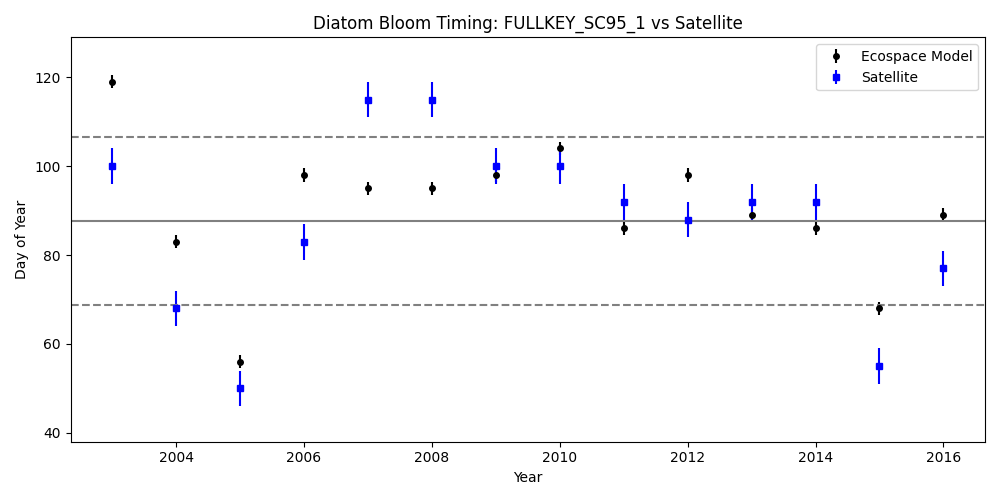 Diatom Bloom Timing: FULLKEY_SC95_1 vs Satellite
Ecospace Model
Satellite
120
100
80
60
40
Day of Year
2004 2006 2008 2010 2012 2014 2016
Year